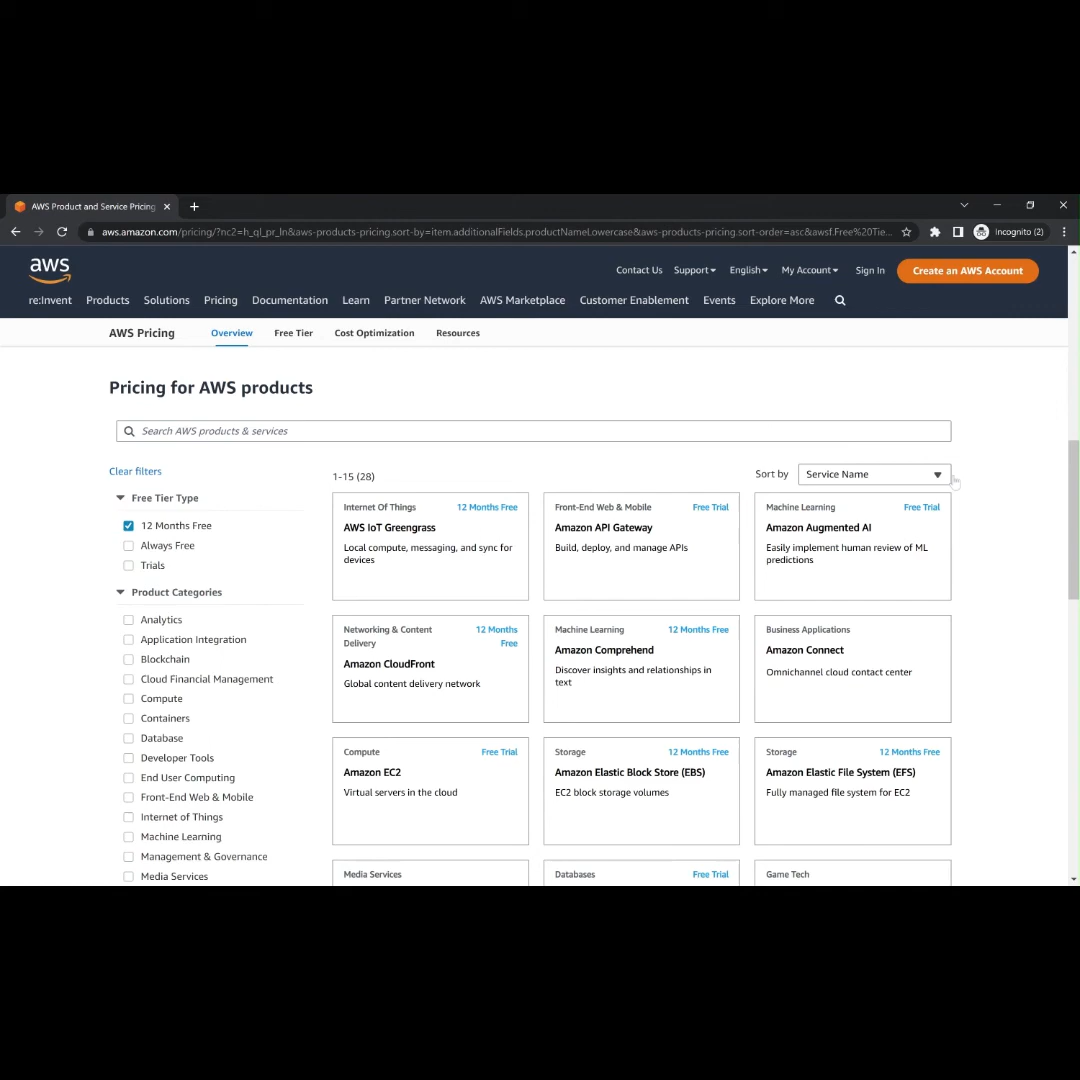 AWS Product and Service Pricing
aws.amazon.com/pricing/?nc2=h_ql_pr_ln&aws-products-pricing.sort-by=item.additionalFields.productNameLowercase&aws-products-pricing.sort-order=asc&awsf.Free%20Tie...
Incognito (2)
aws
Contact Us Support English My Account Sign In Create an AWS Account
re:Invent Products Solutions Pricing Documentation Learn Partner Network AWS Marketplace Customer Enablement Events Explore More
AWS Pricing Overview Free Tier Cost Optimization Resources
Pricing for AWS products
Search AWS products & services
Clear filters
Free Tier Type
12 Months Free
Always Free
Trials
Product Categories
Analytics
Application Integration
Blockchain
Cloud Financial Management
Compute
Containers
Database
Developer Tools
End User Computing
Front-End Web & Mobile
Internet of Things
Machine Learning
Management & Governance
Media Services
1-15 (28)
Sort by Service Name
Internet Of Things 12 Months Free
AWS IoT Greengrass
Local compute, messaging, and sync for
devices
Front-End Web & Mobile Free Trial
Amazon API Gateway
Build, deploy, and manage APIs
Machine Learning Free Trial
Amazon Augmented AI
Easily implement human review of ML
predictions
Networking & Content 12 Months
Delivery Free
Amazon CloudFront
Global content delivery network
Machine Learning 12 Months Free
Amazon Comprehend
Discover insights and relationships in
text
Business Applications
Amazon Connect
Omnichannel cloud contact center
Compute Free Trial
Amazon EC2
Virtual servers in the cloud
Storage 12 Months Free
Amazon Elastic Block Store (EBS)
EC2 block storage volumes
Storage 12 Months Free
Amazon Elastic File System (EFS)
Fully managed file system for EC2
Media Services
Databases Free Trial
Game Tech